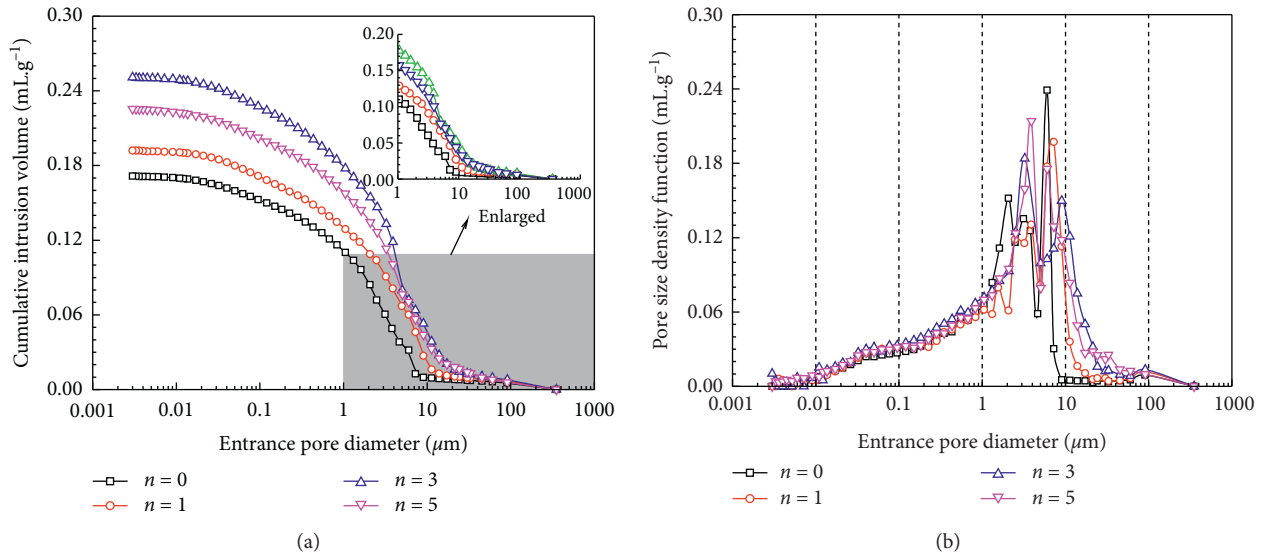 Cumulative intrusion volume (mL.g⁻¹)
0.30
0.24
0.18
0.12
0.06
0.00
0.001 0.01 0.1 1 10 100 1000
Entrance pore diameter (μm)
0.20
0.15
0.10
0.05
0.00
1 10 100 1000
Enlarged
n = 0 n = 3
n = 1 n = 5
(a)
Pore size density function (mL.g⁻¹)
0.30
0.24
0.18
0.12
0.06
0.00
0.001 0.01 0.1 1 10 100 1000
Entrance pore diameter (μm)
n = 0 n = 3
n = 1 n = 5
(b)